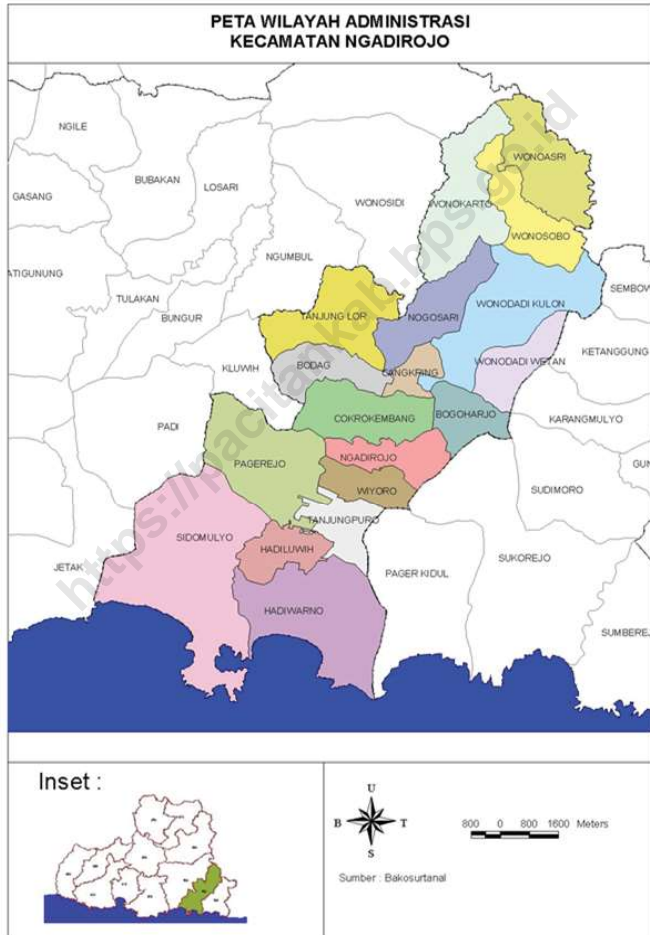 PETA WILAYAH ADMINISTRASI
KECAMATAN NGADIROJO
NGILE
WONOASRI
BUBAKAN
LOSARI
GASANG
WONOSIDI
WONOKARTO
WONOSOBO
NGUMBUL
ATIGUNUNG
WONODADI KULON
SEMBOW
TULAKAN
TANJUNG LOR
NOGOSARI
BUNGUR
KETANGGUNG
WONODADI WETAN
KLUWIH
BODAG
CANGKRING
COKROKEMBANG
BOGOHARJO
KARANGMULYO
PADI
NGADIROJO
PAGEREJO
GUN
WIYORO
SUDIMORO
TANJUNGPURO
SIDOMULYO
HADILUWIH
SUKOREJO
JETAK
PAGER KIDUL
HADIWARNO
SUMBEREJ
https://pacitankab.bps.go.id
Inset :
U
B T
S
800 0 800 1600 Meters
Sumber : Bakosurtanal